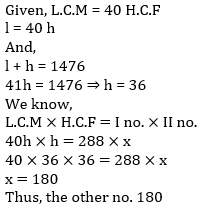 Given, L.C.M = 40 H.C.F
l = 40 h
And,
l + h = 1476
41h = 1476 ⇒ h = 36
We know,
L.C.M × H.C.F = I no. × II no.
40h × h = 288 × x
40 × 36 × 36 = 288 × x
x = 180
Thus, the other no. 180